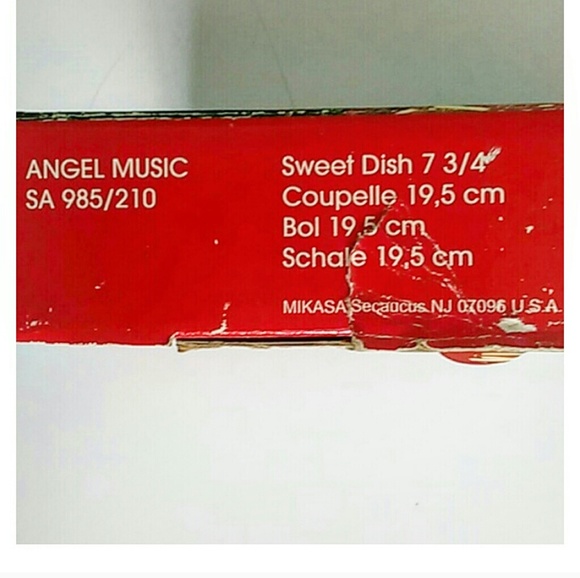 ANGEL MUSIC
SA 985/210
Sweet Dish 7 3/4"
Coupelle 19,5 cm
Bol 19,5 cm
Schale 19,5 cm
MIKASA Secaucus NJ 07096 U.S.A.